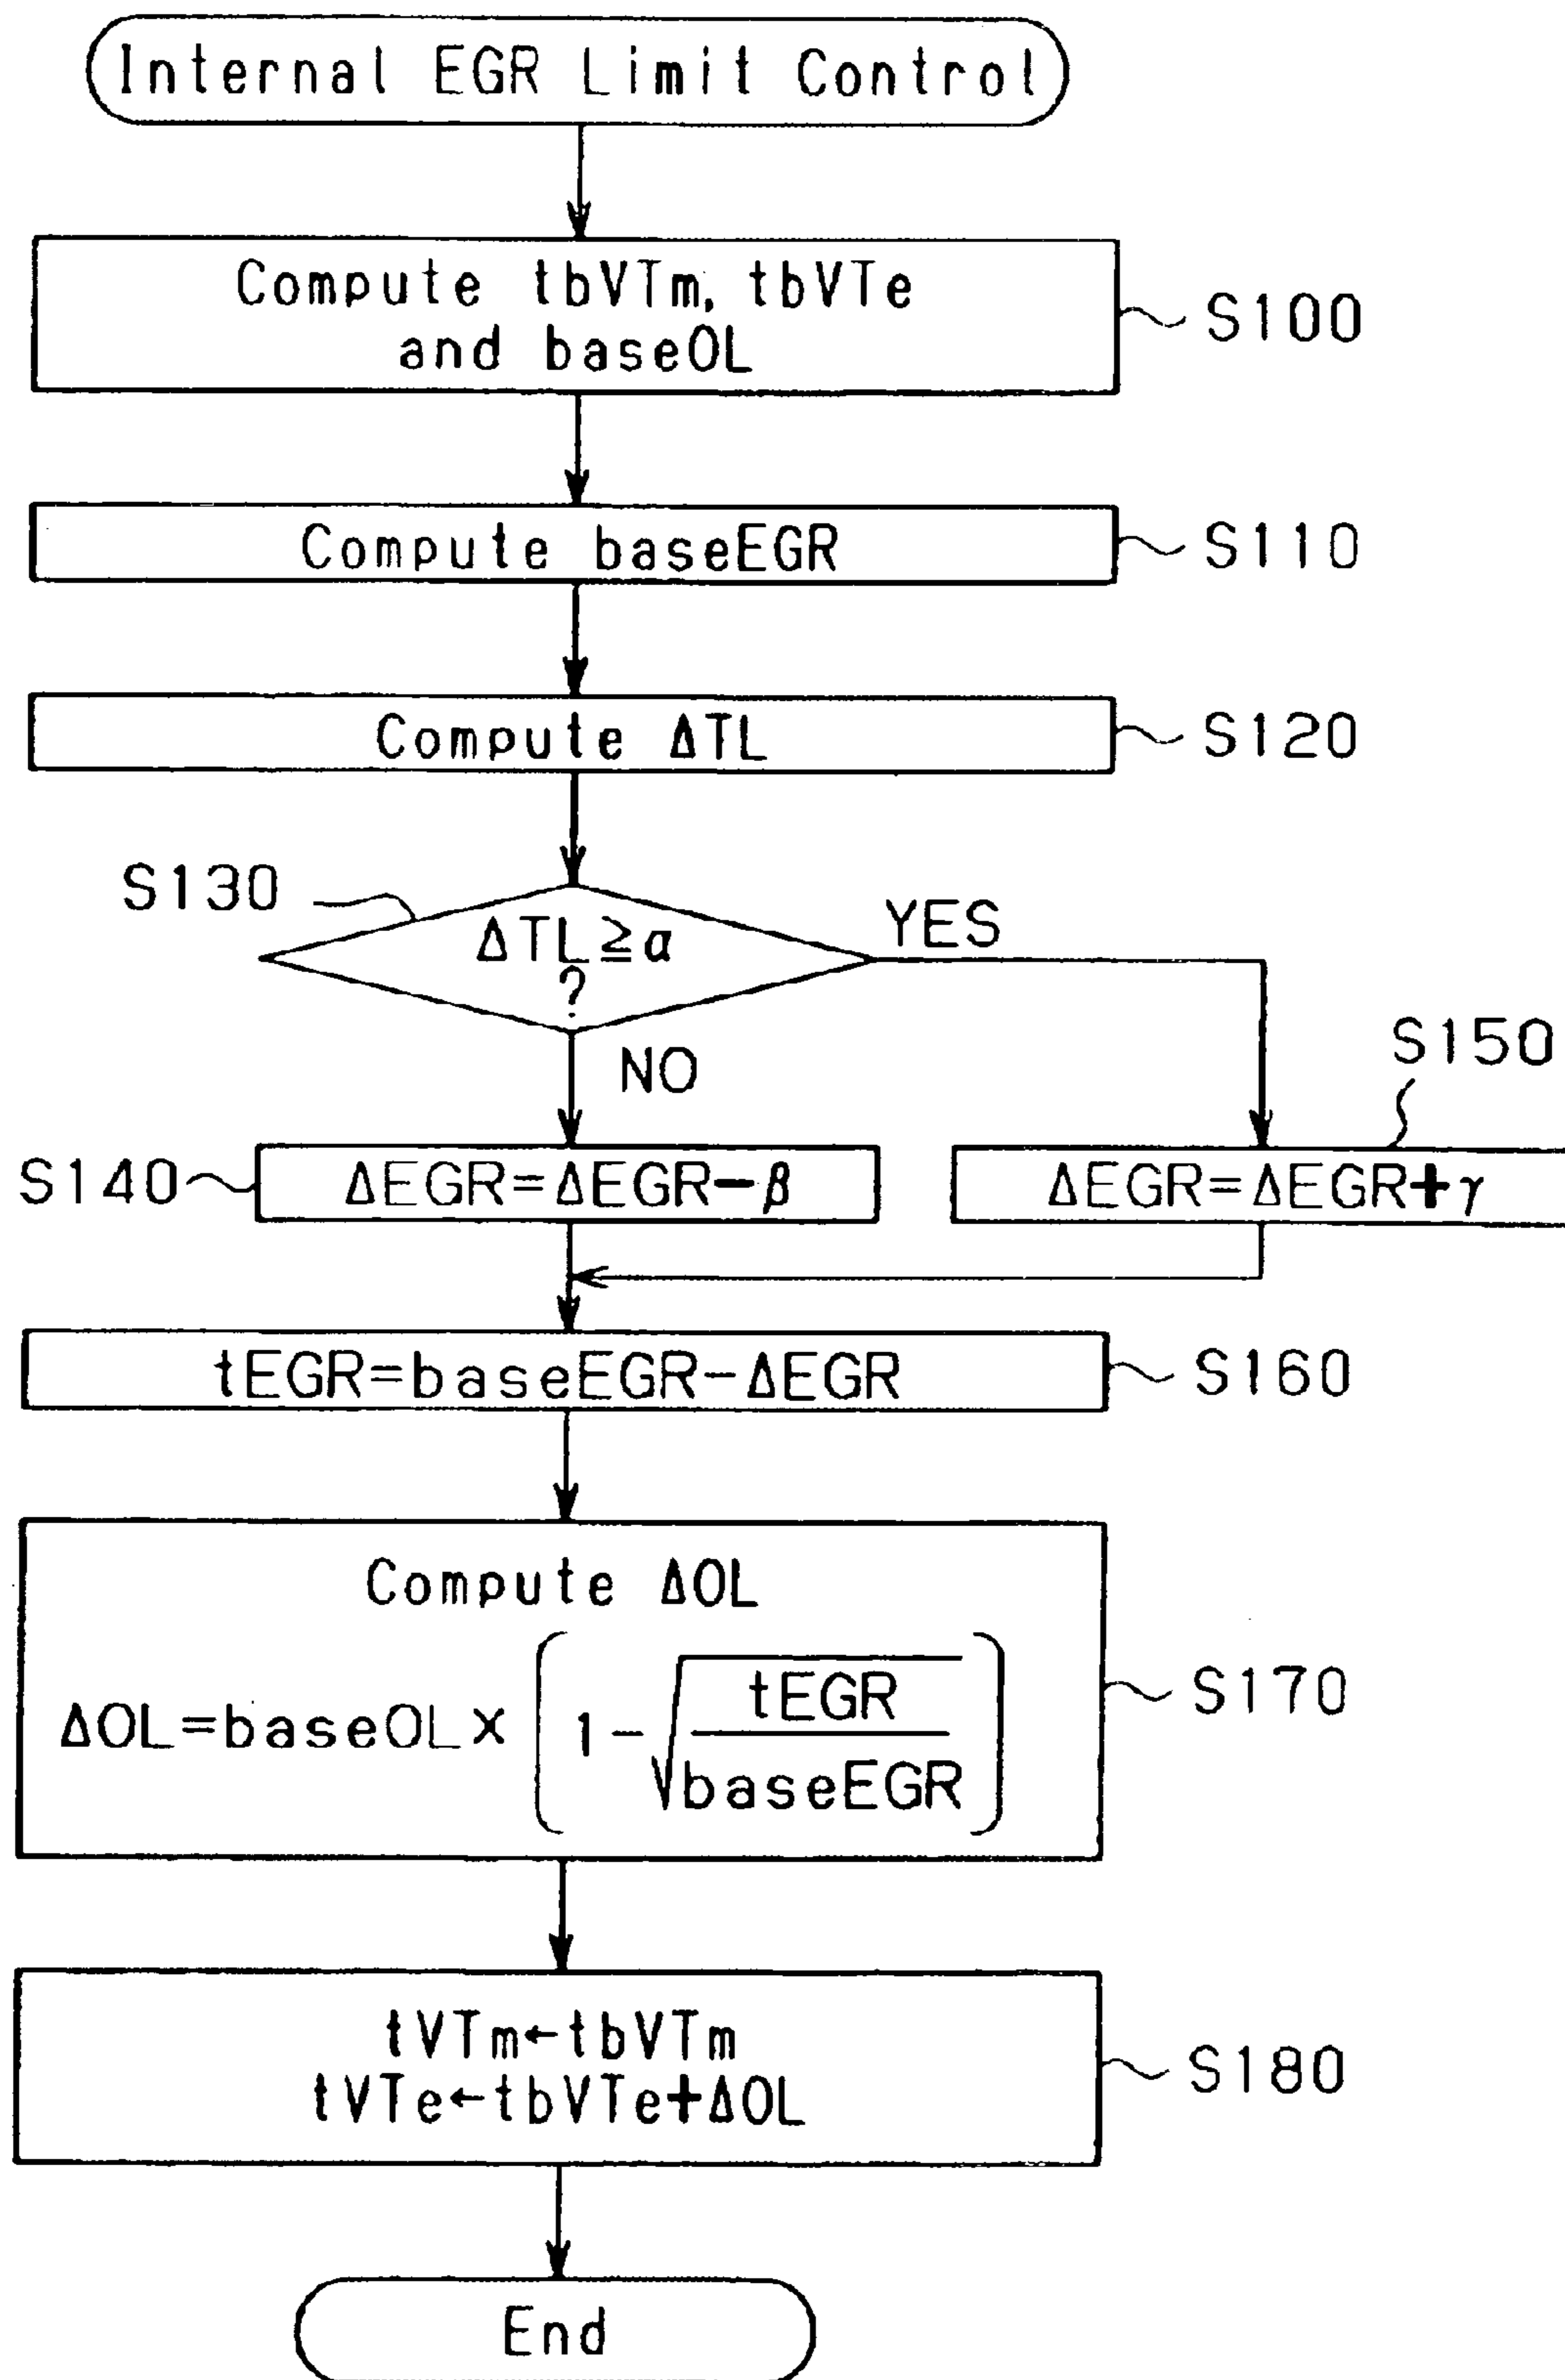 Internal EGR Limit Control
Compute tbVTm, tbVTe
and baseOL
S100
Compute baseEGR
S110
Compute ΔTL
S120
S130
ΔTL≧α
?
YES
NO
S150
S140
ΔEGR=ΔEGR−β
ΔEGR=ΔEGR+γ
tEGR=baseEGR−ΔEGR
S160
Compute ΔOL
ΔOL=baseOL×(1−√(tEGR/baseEGR))
S170
tVTm←tbVTm
tVTe←tbVTe+ΔOL
S180
End